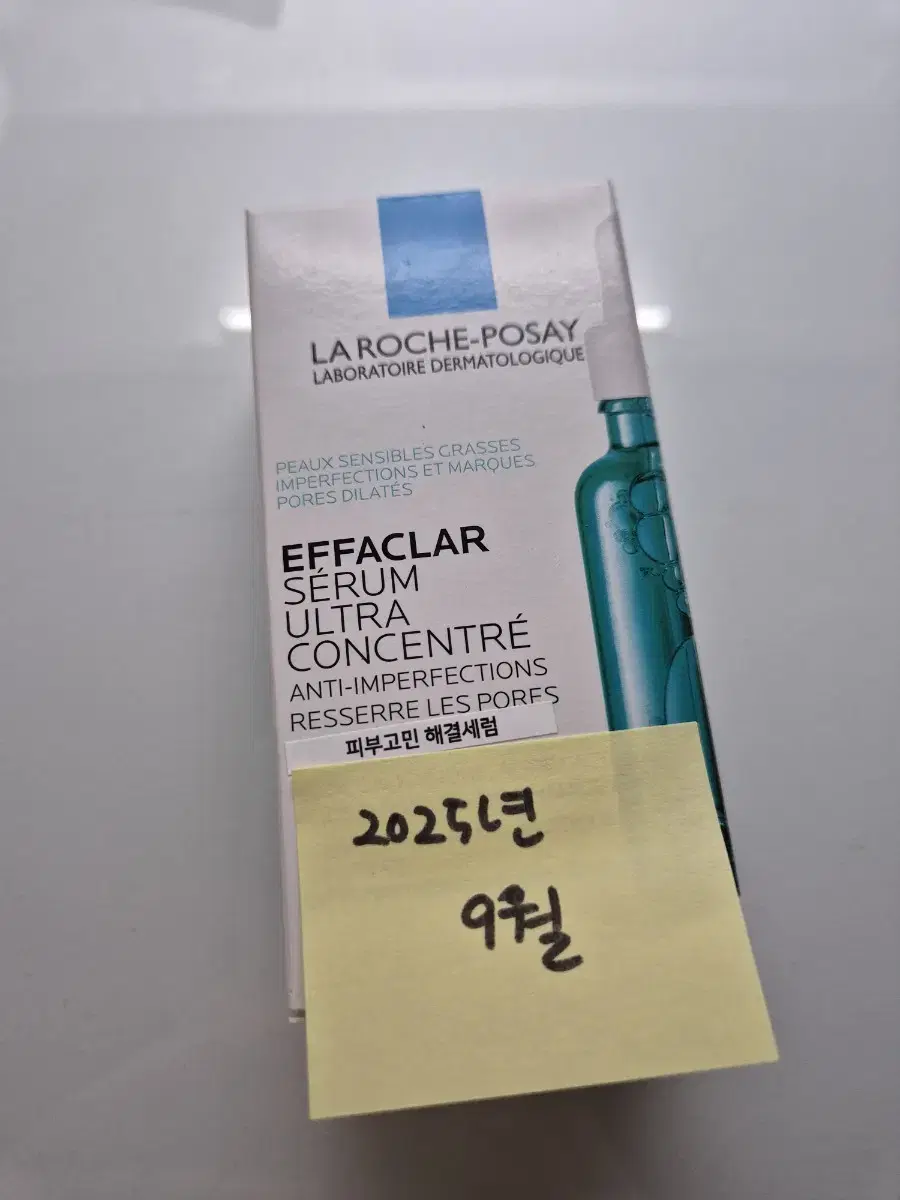 LA ROCHE-POSAY
LABORATOIRE DERMATOLOGIQUE
PEAUX SENSIBLES GRASSES
IMPERFECTIONS ET MARQUES
PORES DILATÉS
EFFACLAR
SÉRUM
ULTRA
CONCENTRÉ
ANTI-IMPERFECTIONS
RESSERRE LES PORES
피부고민 해결세럼
2025년
9월